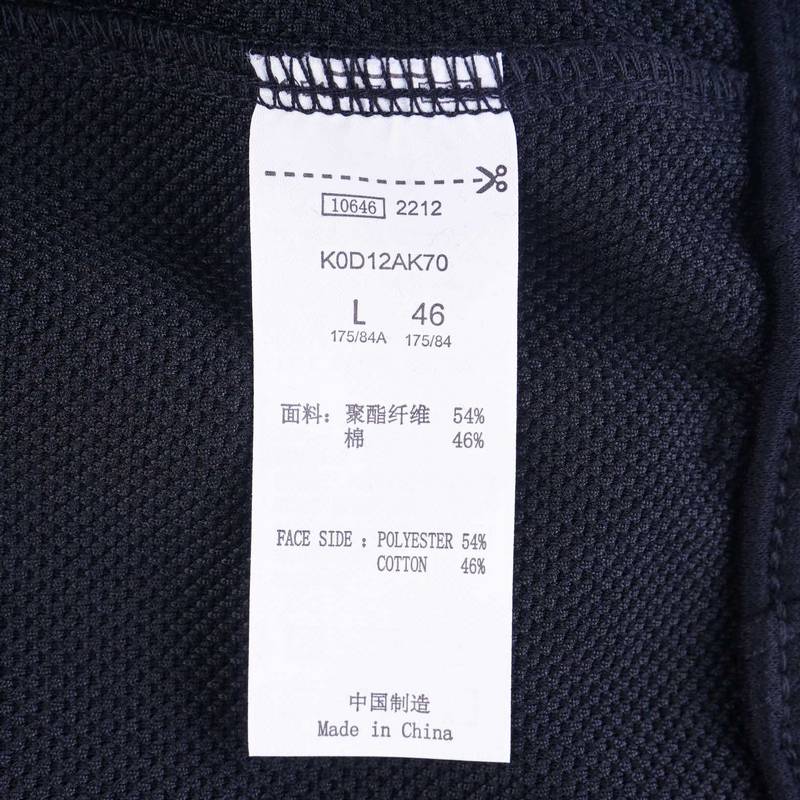 10646 2212
K0D12AK70
L 46
175/84A 175/84
面料：聚酯纤维 54%
棉 46%
FACE SIDE : POLYESTER 54%
COTTON 46%
中国制造
Made in China